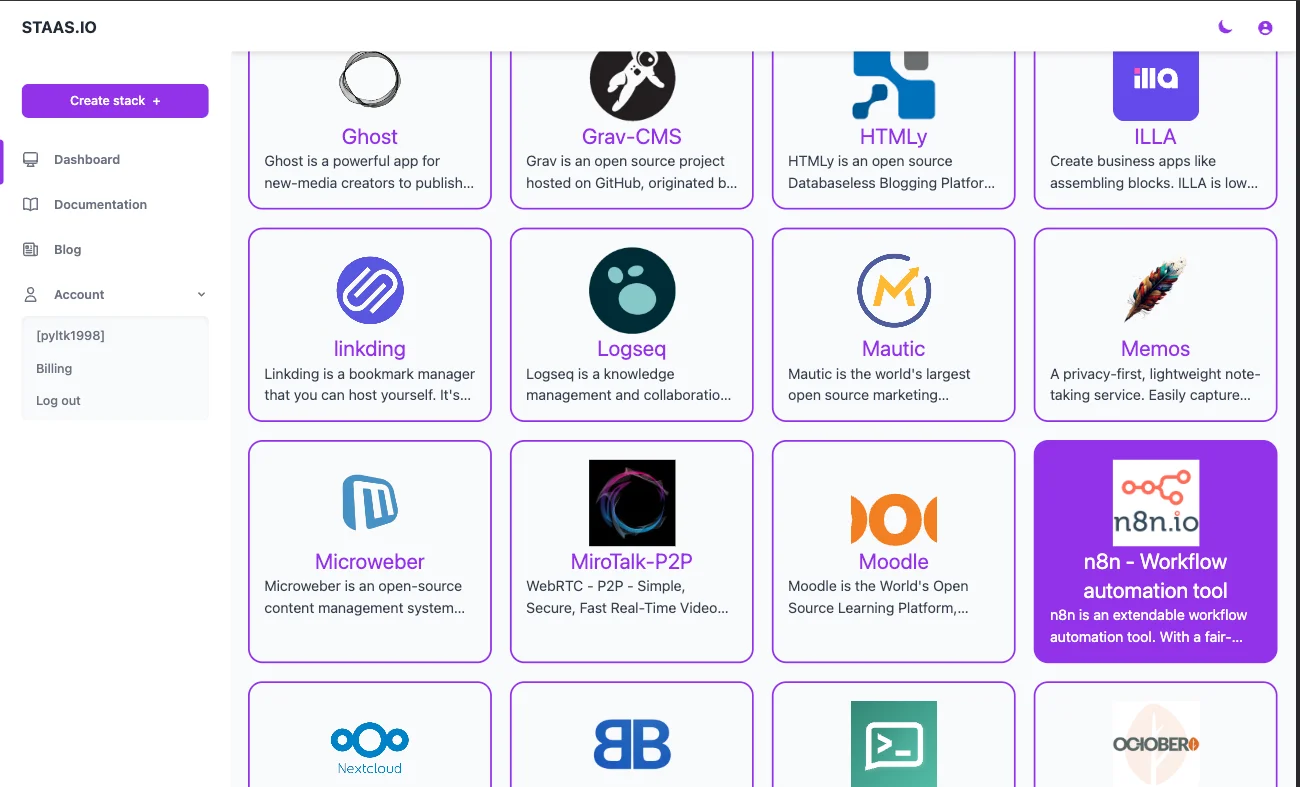 STAAS.IO
Create stack +
Dashboard
Documentation
Blog
Account
[pyltk1998]
Billing
Log out
Ghost
Ghost is a powerful app for
new-media creators to publish...
Grav-CMS
Grav is an open source project
hosted on GitHub, originated b...
HTMLy
HTMLy is an open source
Databaseless Blogging Platfor...
illa
ILLA
Create business apps like
assembling blocks. ILLA is low...
linkding
Linkding is a bookmark manager
that you can host yourself. It's...
Logseq
Logseq is a knowledge
management and collaboratio...
Mautic
Mautic is the world's largest
open source marketing...
Memos
A privacy-first, lightweight note-
taking service. Easily capture...
Microweber
Microweber is an open-source
content management system...
MiroTalk-P2P
WebRTC - P2P - Simple,
Secure, Fast Real-Time Video...
Moodle
Moodle is the World's Open
Source Learning Platform,...
n8n.io
n8n - Workflow
automation tool
n8n is an extendable workflow
automation tool. With a fair-...
Nextcloud
OCTOBER